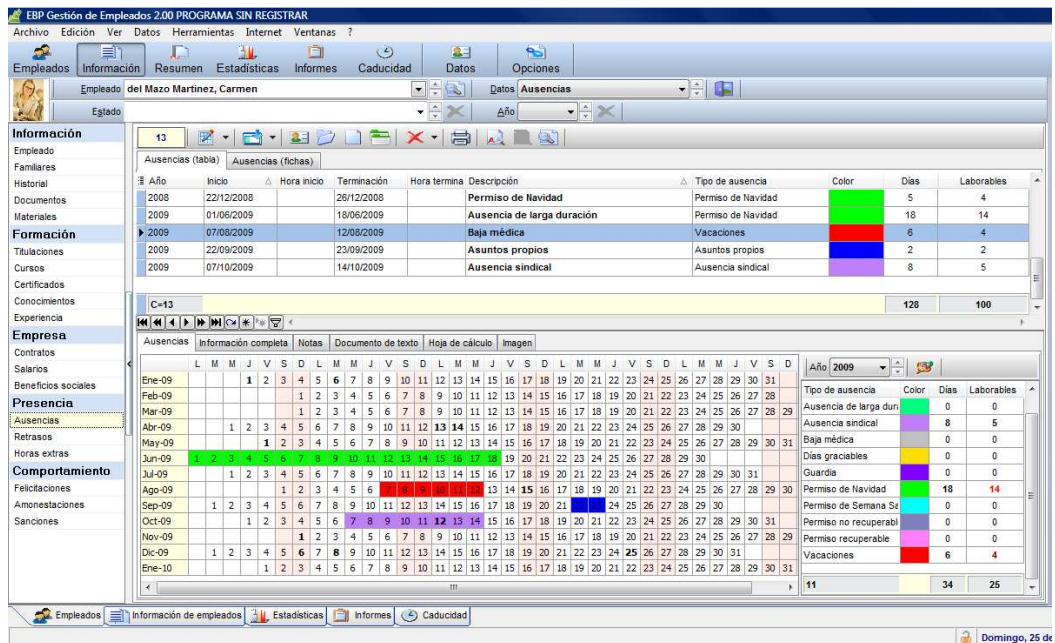 EBP Gestión de Empleados 2.00 PROGRAMA SIN REGISTRAR
Archivo Edición Ver Datos Herramientas Internet Ventanas ?
Empleados Información Resumen Estadísticas Informes Caducidad Datos Opciones
Empleado del Mazo Martinez, Carmen Datos Ausencias
Estado Año
Información
Empleado
Familiares
Historial
Documentos
Materiales
Formación
Titulaciones
Cursos
Certificados
Conocimientos
Experiencia
Empresa
Contratos
Salarios
Beneficios sociales
Presencia
Ausencias
Retrasos
Horas extras
Comportamiento
Felicitaciones
Amonestaciones
Sanciones
13
Ausencias (tabla) Ausencias (fichas)
Año Inicio Hora inicio Terminación Hora termina Descripción Tipo de ausencia Color Días Laborables
2008 22/12/2008 26/12/2008 Permiso de Navidad Permiso de Navidad 5 4
2009 01/06/2009 18/06/2009 Ausencia de larga duración Permiso de Navidad 18 14
2009 07/08/2009 12/08/2009 Baja médica Vacaciones 6 4
2009 22/09/2009 23/09/2009 Asuntos propios Asuntos propios 2 2
2009 07/10/2009 14/10/2009 Ausencia sindical Ausencia sindical 8 5
C=13 128 100
Ausencias Información completa Notas Documento de texto Hoja de cálculo Imagen
L M M J V S D L M M J V S D L M M J V S D L M M J V S D L M M J V S D
Ene-09 1 2 3 4 5 6 7 8 9 10 11 12 13 14 15 16 17 18 19 20 21 22 23 24 25 26 27 28 29 30 31
Feb-09 1 2 3 4 5 6 7 8 9 10 11 12 13 14 15 16 17 18 19 20 21 22 23 24 25 26 27 28
Mar-09 1 2 3 4 5 6 7 8 9 10 11 12 13 14 15 16 17 18 19 20 21 22 23 24 25 26 27 28 29
Abr-09 1 2 3 4 5 6 7 8 9 10 11 12 13 14 15 16 17 18 19 20 21 22 23 24 25 26 27 28 29 30
May-09 1 2 3 4 5 6 7 8 9 10 11 12 13 14 15 16 17 18 19 20 21 22 23 24 25 26 27 28 29 30 31
Jun-09 1 2 3 4 5 6 7 8 9 10 11 12 13 14 15 16 17 18 19 20 21 22 23 24 25 26 27 28 29 30
Jul-09 1 2 3 4 5 6 7 8 9 10 11 12 13 14 15 16 17 18 19 20 21 22 23 24 25 26 27 28 29 30 31
Ago-09 1 2 3 4 5 6 7 8 9 10 11 12 13 14 15 16 17 18 19 20 21 22 23 24 25 26 27 28 29 30
Sep-09 1 2 3 4 5 6 7 8 9 10 11 12 13 14 15 16 17 18 19 20 21 24 25 26 27 28 29 30
Oct-09 1 2 3 4 5 6 7 8 9 10 11 12 13 14 15 16 17 18 19 20 21 22 23 24 25 26 27 28 29 30 31
Nov-09 1 2 3 4 5 6 7 8 9 10 11 12 13 14 15 16 17 18 19 20 21 22 23 24 25 26 27 28 29
Dic-09 1 2 3 4 5 6 7 8 9 10 11 12 13 14 15 16 17 18 19 20 21 22 23 24 25 26 27 28 29 30 31
Ene-10 1 2 3 4 5 6 7 8 9 10 11 12 13 14 15 16 17 18 19 20 21 22 23 24 25 26 27 28 29 30 31
Año 2009
Tipo de ausencia Color Días Laborables
Ausencia de larga dura 0 0
Ausencia sindical 8 5
Baja médica 0 0
Días graciables 0 0
Guardia 0 0
Permiso de Navidad 18 14
Permiso de Semana Sa 0 0
Permiso no recuperabl 0 0
Permiso recuperable 0 0
Vacaciones 6 4
11 34 25
Empleados Información de empleados Estadísticas Informes Caducidad
Domingo, 25 de